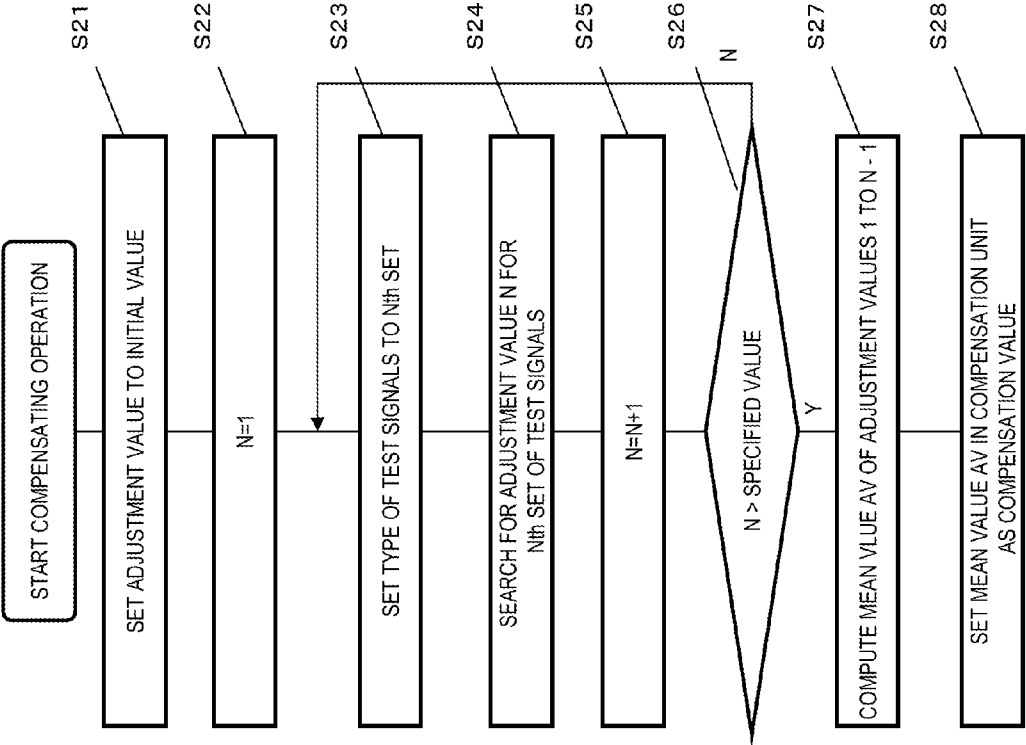 START COMPENSATING OPERATION
S21
SET ADJUSTMENT VALUE TO INITIAL VALUE
S22
N=1
S23
SET TYPE OF TEST SIGNALS TO Nth SET
S24
SEARCH FOR ADJUSTMENT VALUE N FOR
Nth SET OF TEST SIGNALS
S25
N=N+1
S26
N > SPECIFIED VALUE
N
Y
S27
COMPUTE MEAN VLUE AV OF ADJUSTMENT VALUES 1 TO N - 1
S28
SET MEAN VALUE AV IN COMPENSATION UNIT
AS COMPENSATION VALUE